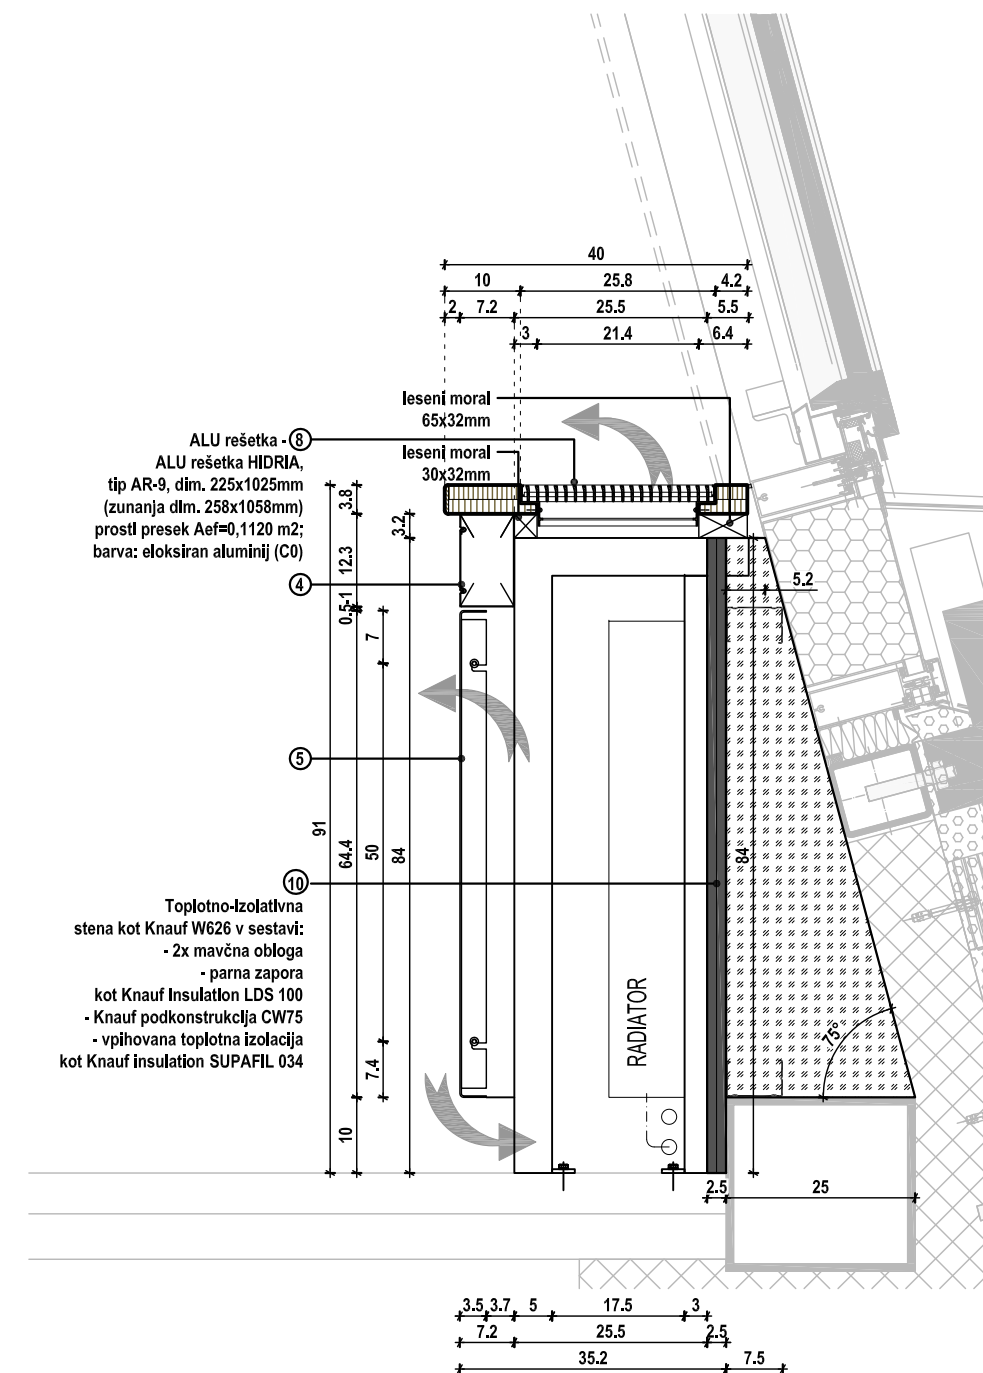 40
10 25.8 4.2
2 7.2 25.5 5.5
3 21.4 6.4
leseni moral
65x32mm
ALU rešetka - 8
leseni moral
30x32mm
ALU rešetka HIDRIA,
tip AR-9, dim. 225x1025mm
(zunanja dim. 258x1058mm)
prosti presek Aef=0,1120 m2;
barva: eloksiran aluminij (C0)
3.8
3.2
12.3
4
0.5-1
5.2
7
5
91
64.4
50
84
84
10
Toplotno-izolativna
stena kot Knauf W626 v sestavi:
- 2x mavčna obloga
- parna zapora
kot Knauf Insulation LDS 100
- Knauf podkonstrukcija CW75
- vpihovana toplotna izolacija
kot Knauf insulation SUPAFIL 034
RADIATOR
75°
7.4
10
2.5 25
3.5 3.7 5 17.5 3
7.2 25.5 2.5
35.2 7.5